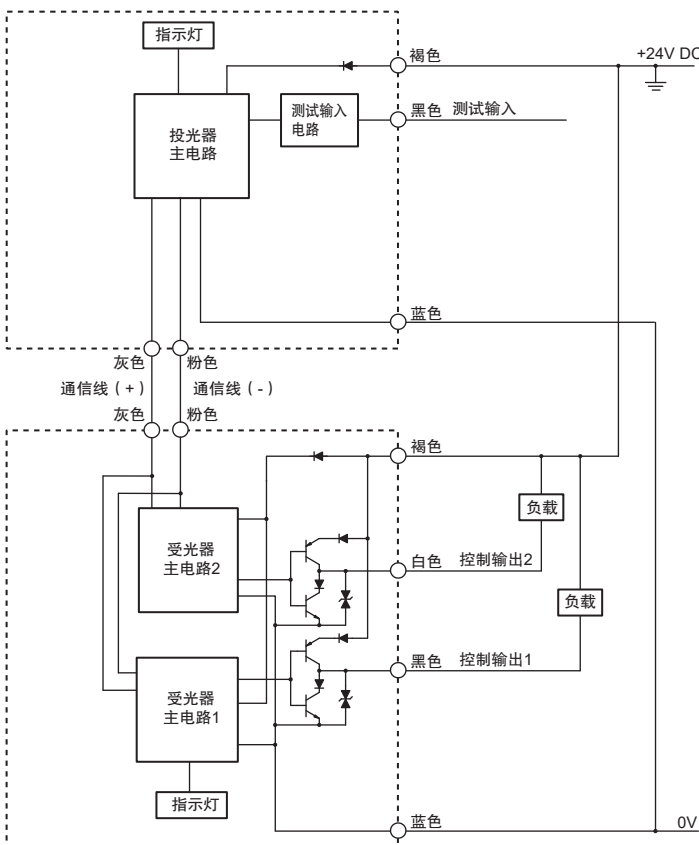 指示灯
褐色
+24V DC
测试输入
电路
黑色 测试输入
投光器
主电路
蓝色
灰色 粉色
通信线（+） 通信线（-）
灰色 粉色
褐色
负载
受光器
主电路2
白色 控制输出2
负载
黑色 控制输出1
受光器
主电路1
指示灯
蓝色
0V